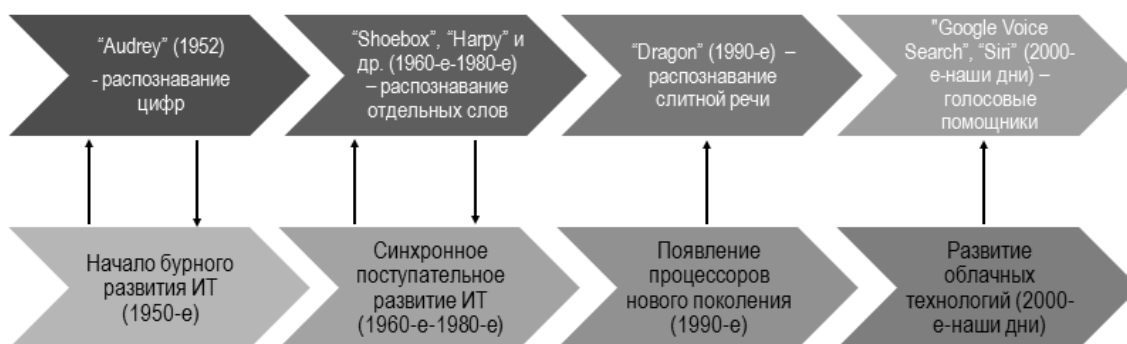 “Audrey” (1952)
- распознавание
цифр
“Shoebox”, “Harpy” и
др. (1960-е-1980-е)
– распознавание
отдельных слов
“Dragon” (1990-е) –
распознавание
слитной речи
"Google Voice
Search”, “Siri” (2000-
е-наши дни) –
голосовые
помощники
Начало бурного
развития ИТ
(1950-е)
Синхронное
поступательное
развитие ИТ
(1960-е-1980-е)
Появление
процессоров
нового поколения
(1990-е)
Развитие
облачных
технологий (2000-
е-наши дни)